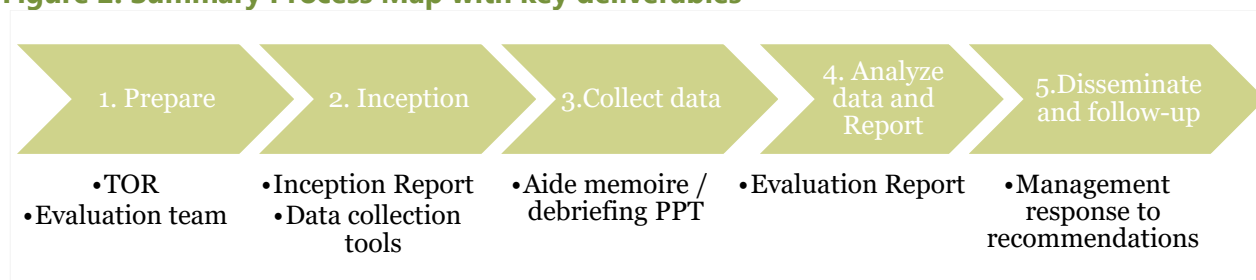 Figure 2: Summary Process Map with key deliverables
1. Prepare
2. Inception
3.Collect data
4. Analyze
data and
Report
5.Disseminate
and follow-up
•TOR
•Evaluation team
•Inception Report
•Data collection
tools
•Aide memoire /
debriefing PPT
•Evaluation Report
•Management
response to
recommendations